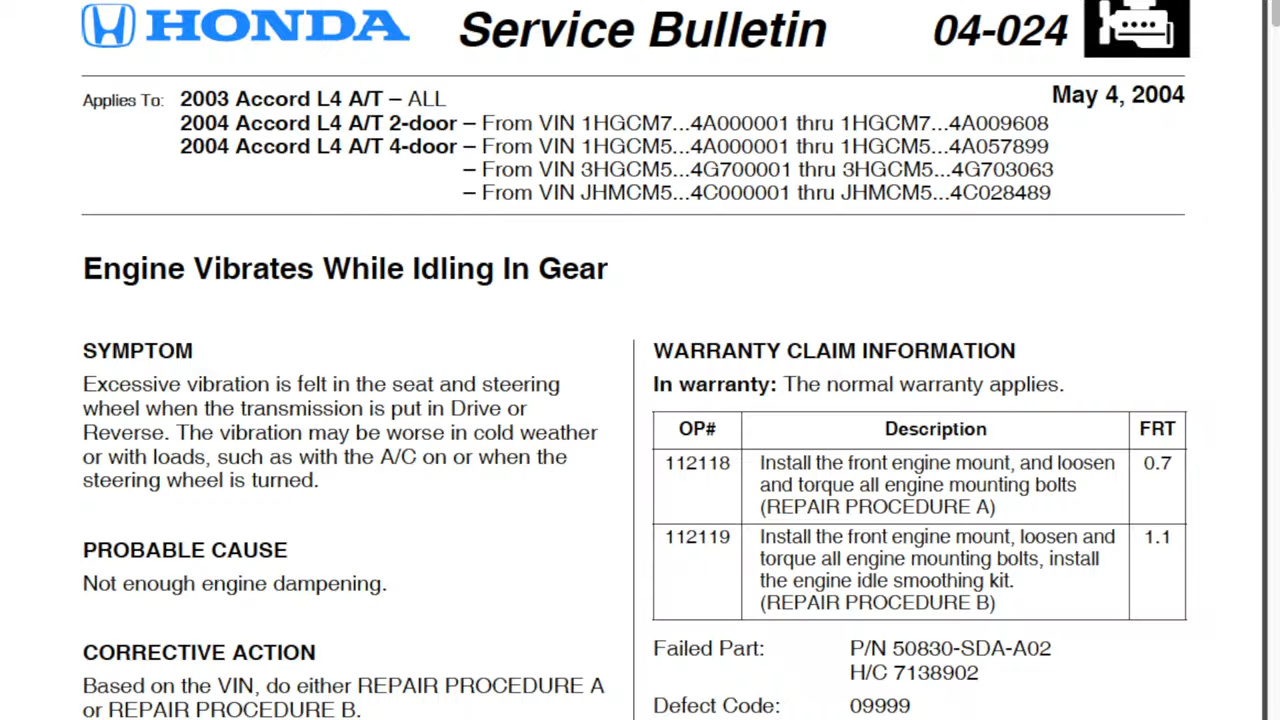 HONDA Service Bulletin 04-024
Applies To: 2003 Accord L4 A/T – ALL May 4, 2004
2004 Accord L4 A/T 2-door – From VIN 1HGCM7...4A000001 thru 1HGCM7...4A009608
2004 Accord L4 A/T 4-door – From VIN 1HGCM5...4A000001 thru 1HGCM5...4A057899
– From VIN 3HGCM5...4G700001 thru 3HGCM5...4G703063
– From VIN JHMCM5...4C000001 thru JHMCM5...4C028489
Engine Vibrates While Idling In Gear
SYMPTOM
Excessive vibration is felt in the seat and steering
wheel when the transmission is put in Drive or
Reverse. The vibration may be worse in cold weather
or with loads, such as with the A/C on or when the
steering wheel is turned.
PROBABLE CAUSE
Not enough engine dampening.
CORRECTIVE ACTION
Based on the VIN, do either REPAIR PROCEDURE A
or REPAIR PROCEDURE B.
WARRANTY CLAIM INFORMATION
In warranty: The normal warranty applies.
OP# Description FRT
112118 Install the front engine mount, and loosen 0.7
and torque all engine mounting bolts
(REPAIR PROCEDURE A)
112119 Install the front engine mount, loosen and 1.1
torque all engine mounting bolts, install
the engine idle smoothing kit.
(REPAIR PROCEDURE B)
Failed Part: P/N 50830-SDA-A02
H/C 7138902
Defect Code: 09999